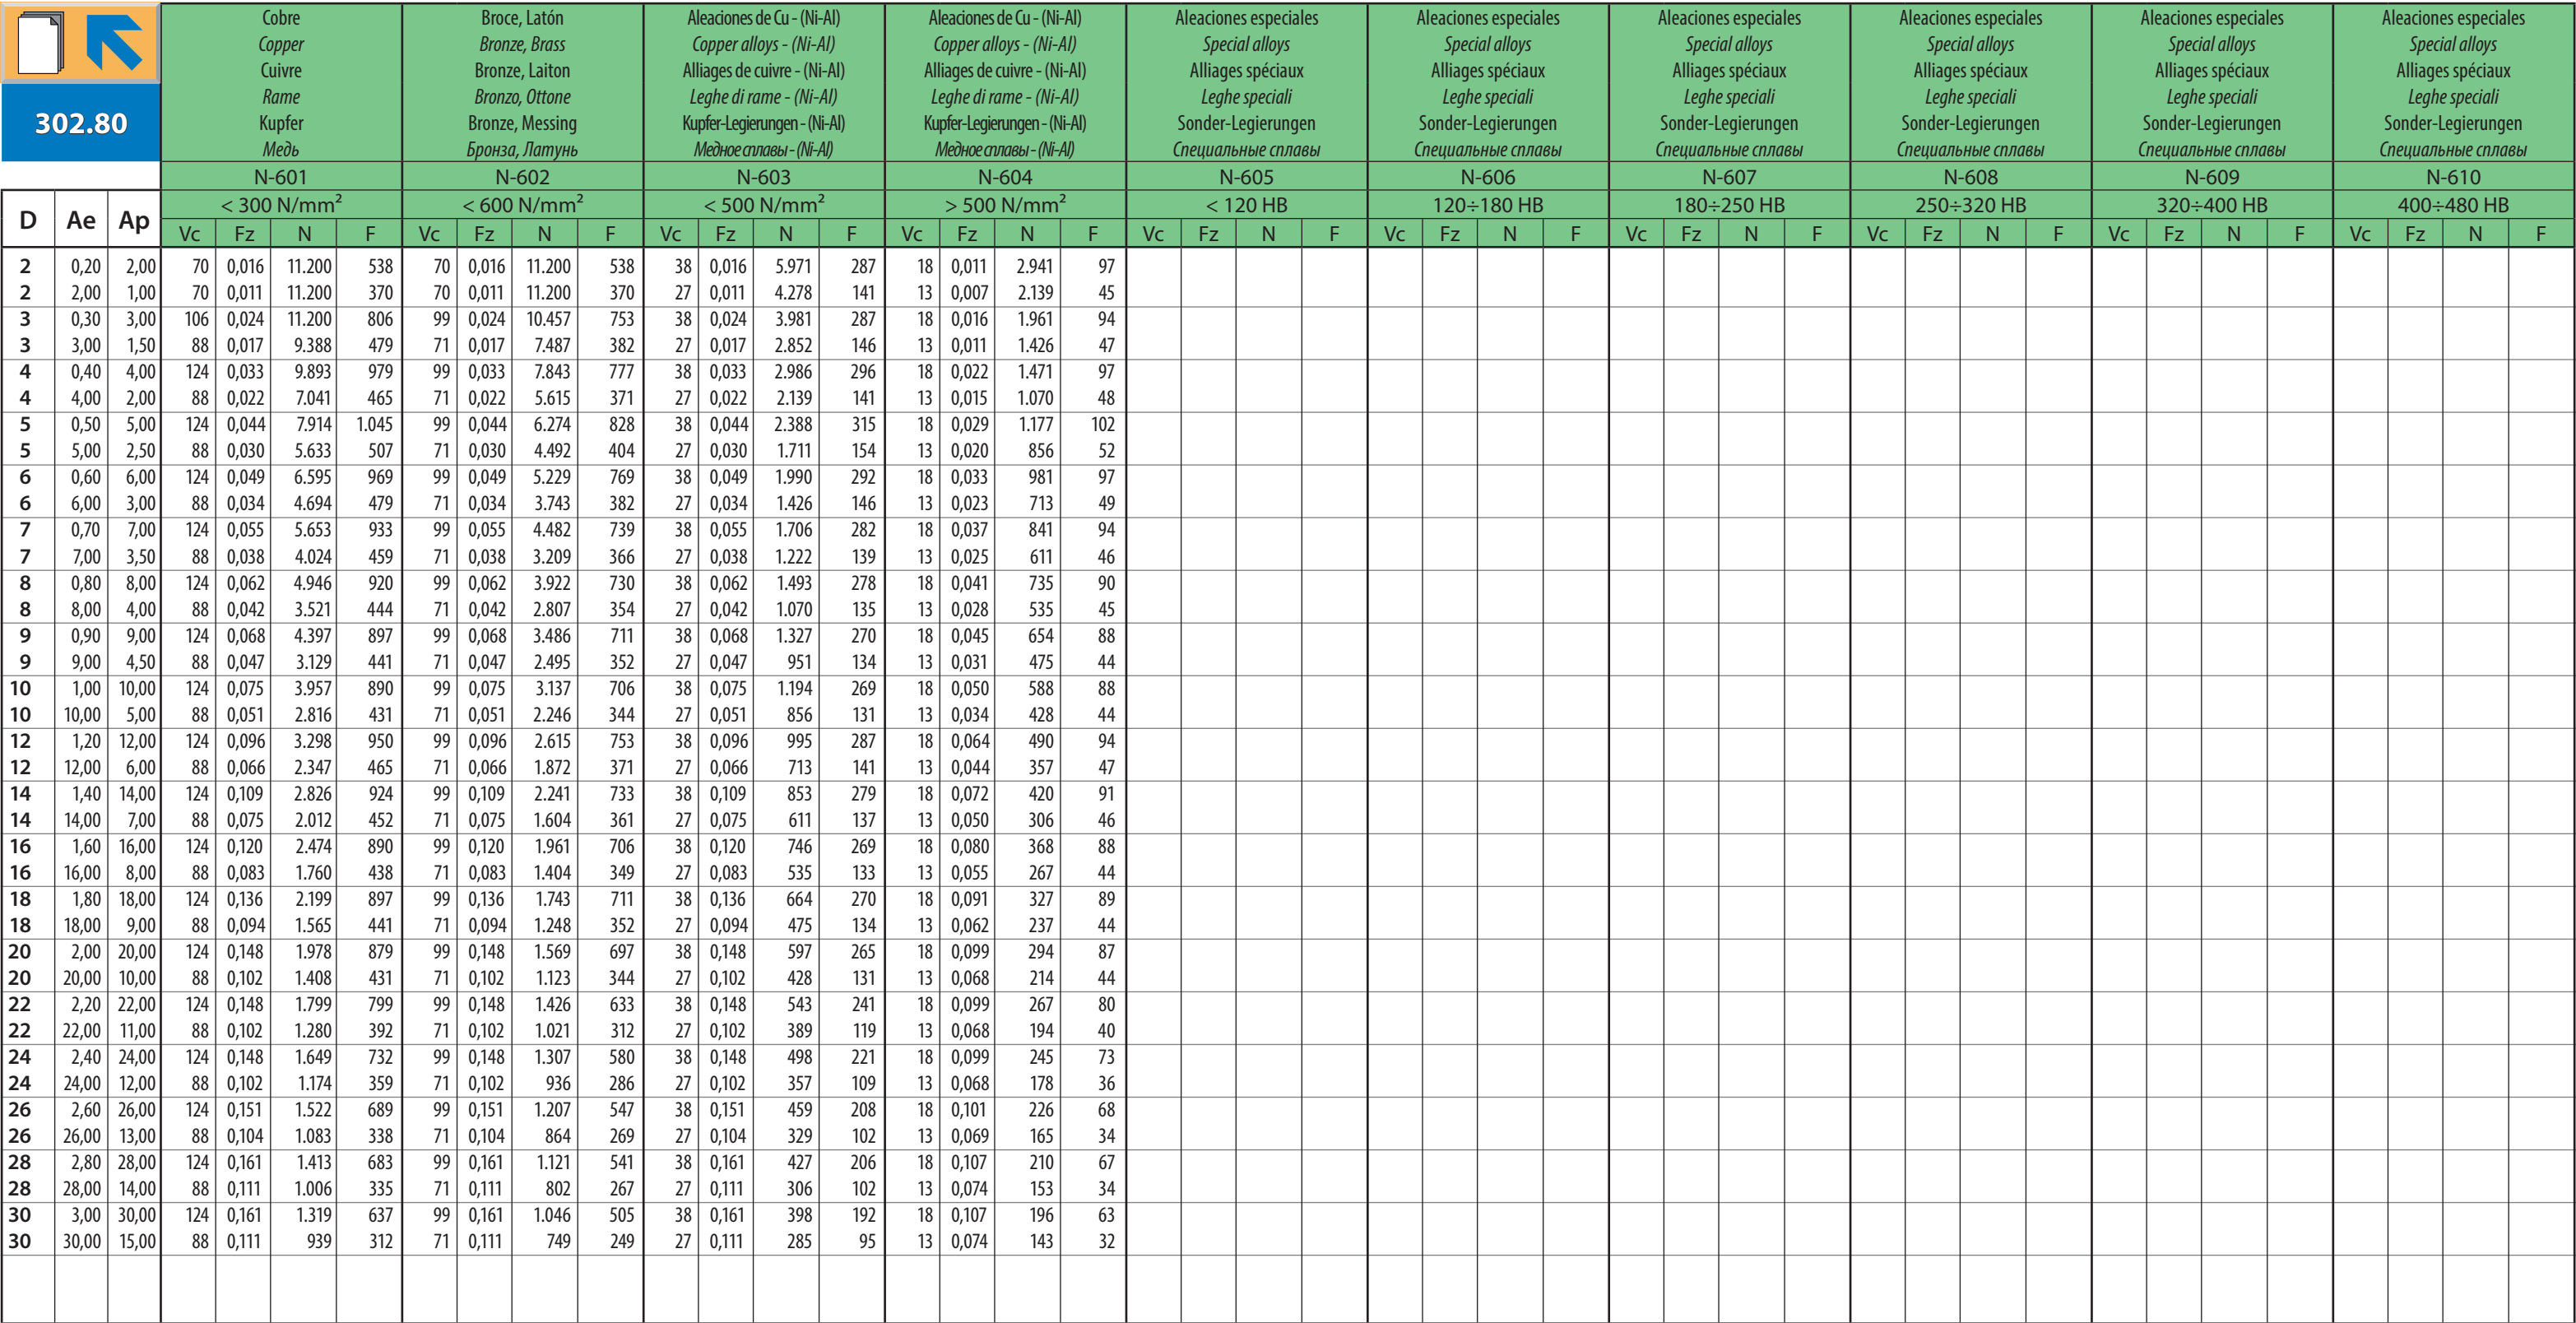 Cobre Broce, Latón Aleaciones de Cu - (Ni-Al) Aleaciones de Cu - (Ni-Al) Aleaciones especiales Aleaciones especiales Aleaciones especiales Aleaciones especiales Aleaciones especiales Aleaciones especiales
Copper Bronze, Brass Copper alloys - (Ni-Al) Copper alloys - (Ni-Al) Special alloys Special alloys Special alloys Special alloys Special alloys Special alloys
Cuivre Bronze, Laiton Alliages de cuivre - (Ni-Al) Alliages de cuivre - (Ni-Al) Alliages spéciaux Alliages spéciaux Alliages spéciaux Alliages spéciaux Alliages spéciaux Alliages spéciaux
Rame Bronzo, Ottone Leghe di rame - (Ni-Al) Leghe di rame - (Ni-Al) Leghe speciali Leghe speciali Leghe speciali Leghe speciali Leghe speciali Leghe speciali
302.80 Kupfer Bronze, Messing Kupfer-Legierungen - (Ni-Al) Kupfer-Legierungen - (Ni-Al) Sonder-Legierungen Sonder-Legierungen Sonder-Legierungen Sonder-Legierungen Sonder-Legierungen Sonder-Legierungen
Медь Бронза, Латунь Медное сплавы - (Ni-Al) Медное сплавы - (Ni-Al) Специальные сплавы Специальные сплавы Специальные сплавы Специальные сплавы Специальные сплавы Специальные сплавы
N-601 N-602 N-603 N-604 N-605 N-606 N-607 N-608 N-609 N-610
< 300 N/mm² < 600 N/mm² < 500 N/mm² > 500 N/mm² < 120 HB 120÷180 HB 180÷250 HB 250÷320 HB 320÷400 HB 400÷480 HB
D Ae Ap Vc Fz N F Vc Fz N F Vc Fz N F Vc Fz N F Vc Fz N F Vc Fz N F Vc Fz N F Vc Fz N F Vc Fz N F Vc Fz N F
2 0,20 2,00 70 0,016 11.200 538 70 0,016 11.200 538 38 0,016 5.971 287 18 0,011 2.941 97
2 2,00 1,00 70 0,011 11.200 370 70 0,011 11.200 370 27 0,011 4.278 141 13 0,007 2.139 45
3 0,30 3,00 106 0,024 11.200 806 99 0,024 10.457 753 38 0,024 3.981 287 18 0,016 1.961 94
3 3,00 1,50 88 0,017 9.388 479 71 0,017 7.487 382 27 0,017 2.852 146 13 0,011 1.426 47
4 0,40 4,00 124 0,033 9.893 979 99 0,033 7.843 777 38 0,033 2.986 296 18 0,022 1.471 97
4 4,00 2,00 88 0,022 7.041 465 71 0,022 5.615 371 27 0,022 2.139 141 13 0,015 1.070 48
5 0,50 5,00 124 0,044 7.914 1.045 99 0,044 6.274 828 38 0,044 2.388 315 18 0,029 1.177 102
5 5,00 2,50 88 0,030 5.633 507 71 0,030 4.492 404 27 0,030 1.711 154 13 0,020 856 52
6 0,60 6,00 124 0,049 6.595 969 99 0,049 5.229 769 38 0,049 1.990 292 18 0,033 981 97
6 6,00 3,00 88 0,034 4.694 479 71 0,034 3.743 382 27 0,034 1.426 146 13 0,023 713 49
7 0,70 7,00 124 0,055 5.653 933 99 0,055 4.482 739 38 0,055 1.706 282 18 0,037 841 94
7 7,00 3,50 88 0,038 4.024 459 71 0,038 3.209 366 27 0,038 1.222 139 13 0,025 611 46
8 0,80 8,00 124 0,062 4.946 920 99 0,062 3.922 730 38 0,062 1.493 278 18 0,041 735 90
8 8,00 4,00 88 0,042 3.521 444 71 0,042 2.807 354 27 0,042 1.070 135 13 0,028 535 45
9 0,90 9,00 124 0,068 4.397 897 99 0,068 3.486 711 38 0,068 1.327 270 18 0,045 654 88
9 9,00 4,50 88 0,047 3.129 441 71 0,047 2.495 352 27 0,047 951 134 13 0,031 475 44
10 1,00 10,00 124 0,075 3.957 890 99 0,075 3.137 706 38 0,075 1.194 269 18 0,050 588 88
10 10,00 5,00 88 0,051 2.816 431 71 0,051 2.246 344 27 0,051 856 131 13 0,034 428 44
12 1,20 12,00 124 0,096 3.298 950 99 0,096 2.615 753 38 0,096 995 287 18 0,064 490 94
12 12,00 6,00 88 0,066 2.347 465 71 0,066 1.872 371 27 0,066 713 141 13 0,044 357 47
14 1,40 14,00 124 0,109 2.826 924 99 0,109 2.241 733 38 0,109 853 279 18 0,072 420 91
14 14,00 7,00 88 0,075 2.012 452 71 0,075 1.604 361 27 0,075 611 137 13 0,050 306 46
16 1,60 16,00 124 0,120 2.474 890 99 0,120 1.961 706 38 0,120 746 269 18 0,080 368 88
16 16,00 8,00 88 0,083 1.760 438 71 0,083 1.404 349 27 0,083 535 133 13 0,055 267 44
18 1,80 18,00 124 0,136 2.199 897 99 0,136 1.743 711 38 0,136 664 270 18 0,091 327 89
18 18,00 9,00 88 0,094 1.565 441 71 0,094 1.248 352 27 0,094 475 134 13 0,062 237 44
20 2,00 20,00 124 0,148 1.978 879 99 0,148 1.569 697 38 0,148 597 265 18 0,099 294 87
20 20,00 10,00 88 0,102 1.408 431 71 0,102 1.123 344 27 0,102 428 131 13 0,068 214 44
22 2,20 22,00 124 0,148 1.799 799 99 0,148 1.426 633 38 0,148 543 241 18 0,099 267 80
22 22,00 11,00 88 0,102 1.280 392 71 0,102 1.021 312 27 0,102 389 119 13 0,068 194 40
24 2,40 24,00 124 0,148 1.649 732 99 0,148 1.307 580 38 0,148 498 221 18 0,099 245 73
24 24,00 12,00 88 0,102 1.174 359 71 0,102 936 286 27 0,102 357 109 13 0,068 178 36
26 2,60 26,00 124 0,151 1.522 689 99 0,151 1.207 547 38 0,151 459 208 18 0,101 226 68
26 26,00 13,00 88 0,104 1.083 338 71 0,104 864 269 27 0,104 329 102 13 0,069 165 34
28 2,80 28,00 124 0,161 1.413 683 99 0,161 1.121 541 38 0,161 427 206 18 0,107 210 67
28 28,00 14,00 88 0,111 1.006 335 71 0,111 802 267 27 0,111 306 102 13 0,074 153 34
30 3,00 30,00 124 0,161 1.319 637 99 0,161 1.046 505 38 0,161 398 192 18 0,107 196 63
30 30,00 15,00 88 0,111 939 312 71 0,111 749 249 27 0,111 285 95 13 0,074 143 32